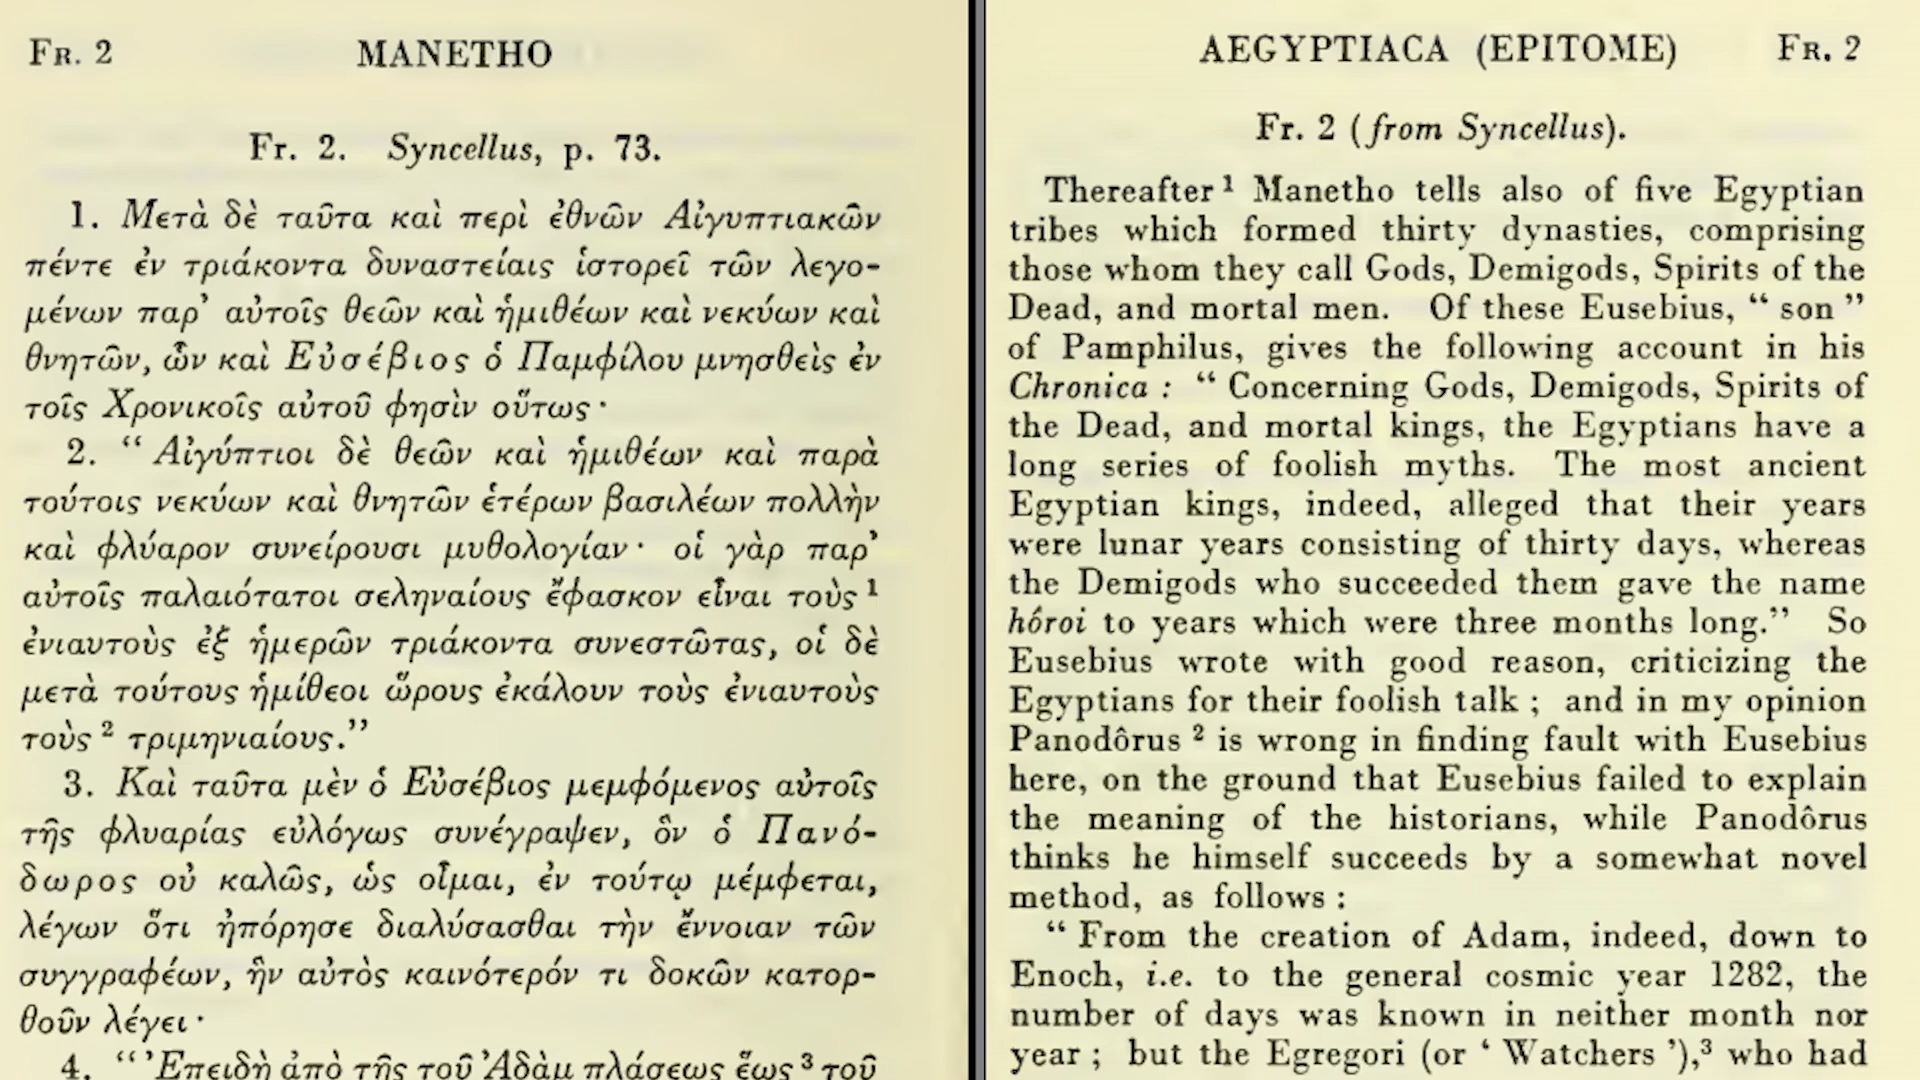 Fr. 2 MANETHO
Fr. 2. Syncellus, p. 73.
1. Μετὰ δὲ ταῦτα καὶ περὶ ἐθνῶν Αἰγυπτιακῶν
πέντε ἐν τριάκοντα δυναστείαις ἱστορεῖ τῶν λεγο-
μένων παρ’ αὐτοῖς θεῶν καὶ ἡμιθέων καὶ νεκύων καὶ
θνητῶν, ὧν καὶ Εὐσέβιος ὁ Παμφίλου μνησθεὶς ἐν
τοῖς Χρονικοῖς αὐτοῦ φησὶν οὕτως·
2. “ Αἰγύπτιοι δὲ θεῶν καὶ ἡμιθέων καὶ παρὰ
τούτοις νεκύων καὶ θνητῶν ἑτέρων βασιλέων πολλὴν
καὶ φλύαρον συνείρουσι μυθολογίαν· οἱ γὰρ παρ’
αὐτοῖς παλαιότατοι σεληναίους ἔφασκον εἶναι τοὺς ¹
ἐνιαυτοὺς ἐξ ἡμερῶν τριάκοντα συνεστῶτας, οἱ δὲ
μετὰ τούτους ἡμίθεοι ὥρους ἐκάλουν τοὺς ἐνιαυτοὺς
τοὺς ² τριμηνιαίους.”
3. Καὶ ταῦτα μὲν ὁ Εὐσέβιος μεμφόμενος αὐτοῖς
τῆς φλυαρίας εὐλόγως συνέγραψεν, ὃν ὁ Πανό-
δωρος οὐ καλῶς, ὡς οἶμαι, ἐν τούτῳ μέμφεται,
λέγων ὅτι ἠπόρησε διαλύσασθαι τὴν ἔννοιαν τῶν
συγγραφέων, ἣν αὐτὸς καινότερόν τι δοκῶν κατορ-
θοῦν λέγει·
4. “ ’Επειδὴ ἀπὸ τῆς τοῦ ’Αδὰμ πλάσεως ἕως ³ τοῦ
AEGYPTIACA (EPITOME) Fr. 2
Fr. 2 (from Syncellus).
Thereafter ¹ Manetho tells also of five Egyptian
tribes which formed thirty dynasties, comprising
those whom they call Gods, Demigods, Spirits of the
Dead, and mortal men. Of these Eusebius, “ son ”
of Pamphilus, gives the following account in his
Chronica : “ Concerning Gods, Demigods, Spirits of
the Dead, and mortal kings, the Egyptians have a
long series of foolish myths. The most ancient
Egyptian kings, indeed, alleged that their years
were lunar years consisting of thirty days, whereas
the Demigods who succeeded them gave the name
hôroi to years which were three months long.” So
Eusebius wrote with good reason, criticizing the
Egyptians for their foolish talk ; and in my opinion
Panodôrus ² is wrong in finding fault with Eusebius
here, on the ground that Eusebius failed to explain
the meaning of the historians, while Panodôrus
thinks he himself succeeds by a somewhat novel
method, as follows :
“ From the creation of Adam, indeed, down to
Enoch, i.e. to the general cosmic year 1282, the
number of days was known in neither month nor
year ; but the Egregori (or ‘ Watchers ’),³ who had